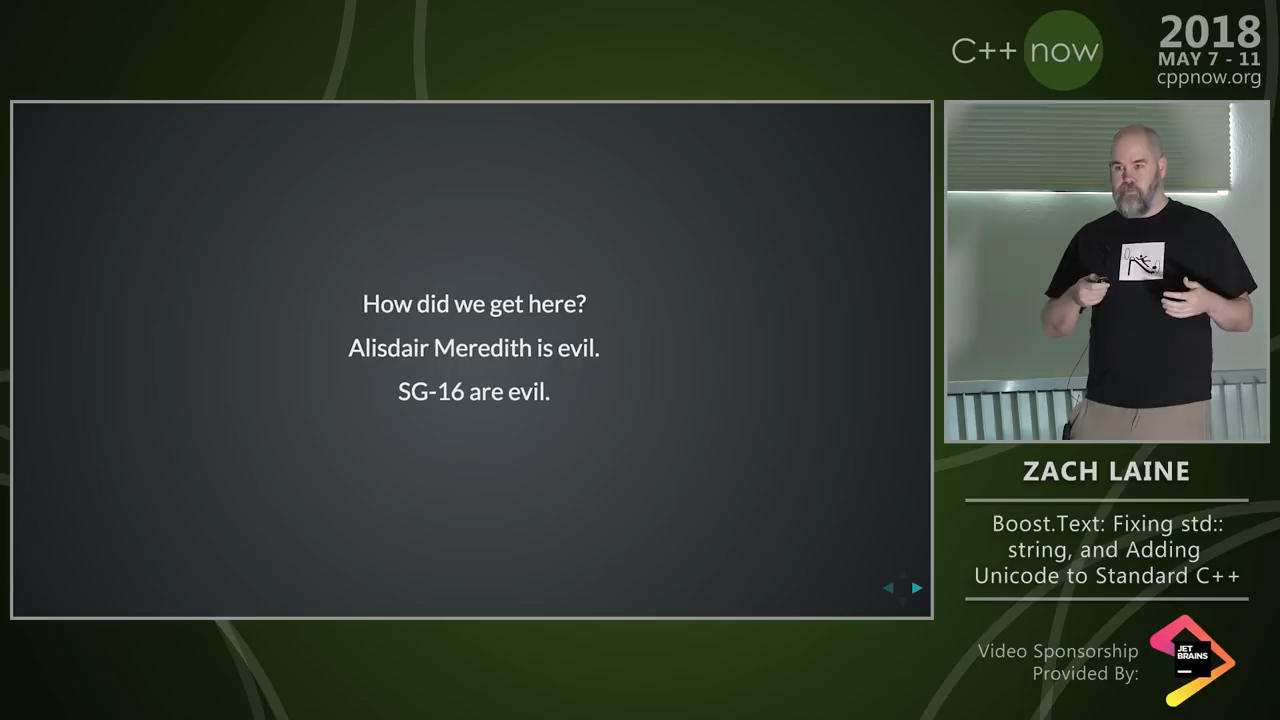 C++ now
2018
MAY 7 - 11
cppnow.org
How did we get here?
Alisdair Meredith is evil.
SG-16 are evil.
ZACH LAINE
Boost.Text: Fixing std::
string, and Adding
Unicode to Standard C++
Video Sponsorship
Provided By:
JET
BRAINS